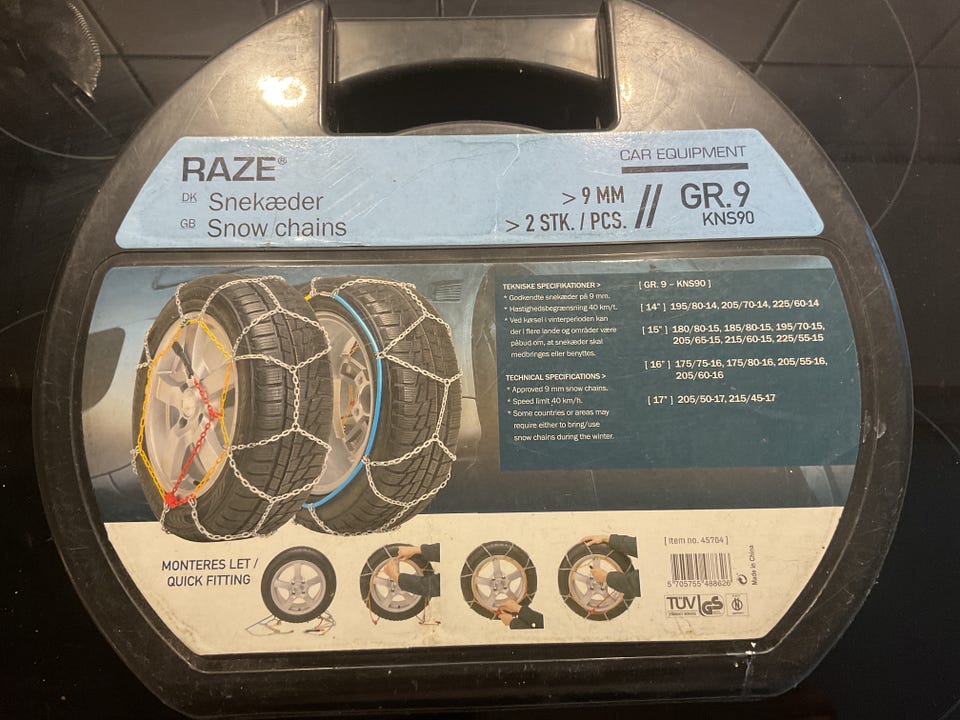 RAZE®
DK Snekæder
GB Snow chains
CAR EQUIPMENT
> 9 MM
> 2 STK. / PCS.
// GR.9
KNS90
TEKNISKE SPECIFIKATIONER >
* Godkendte snekæder på 9 mm.
* Hastighedsbegrænsning 40 km/t.
* Ved kørsel i vinterperioden kan
der i flere lande og områder være
påbud om, at snekæder skal
medbringes eller benyttes.
TECHNICAL SPECIFICATIONS >
* Approved 9 mm snow chains.
* Speed limit 40 km/h.
* Some countries or areas may
require either to bring/use
snow chains during the winter.
[ GR. 9 – KNS90 ]
[ 14" ] 195/80-14, 205/70-14, 225/60-14
[ 15" ] 180/80-15, 185/80-15, 195/70-15,
205/65-15, 215/60-15, 225/55-15
[ 16" ] 175/75-16, 175/80-16, 205/55-16,
205/60-16
[ 17" ] 205/50-17, 215/45-17
MONTERES LET /
QUICK FITTING
[ Item no. 45784 ]
5 705755 488626
Made in China
TÜV
GS